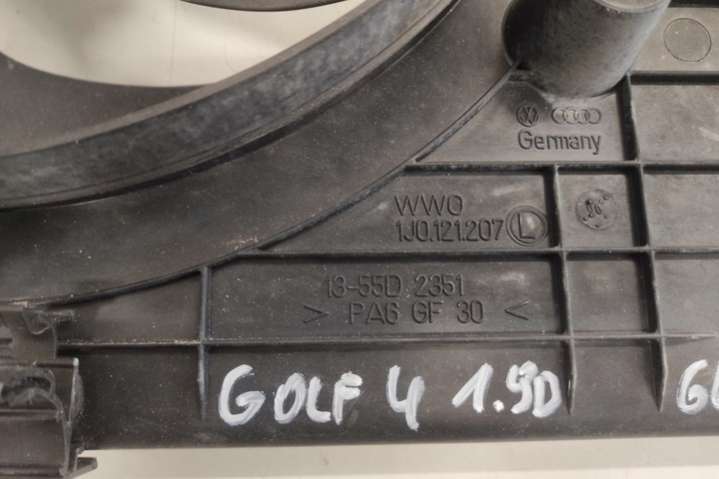 Germany
WWO
1J0.121.207 L
13-55D 2351
> PA6 GF 30 <
GOLF 4 1.9D